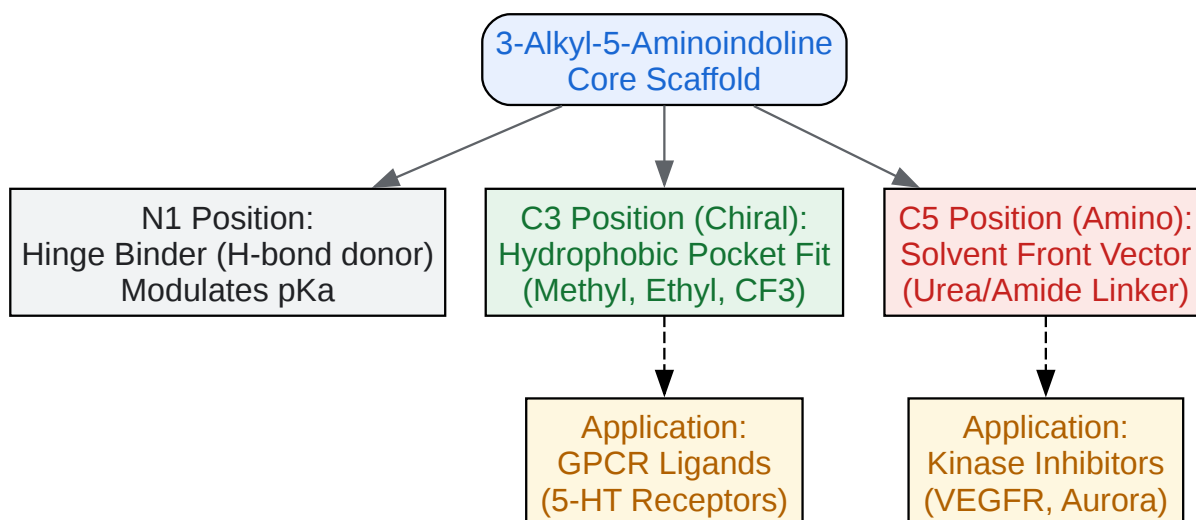 3-Alkyl-5-Aminoindoline
Core Scaffold
N1 Position:
Hinge Binder (H-bond donor)
Modulates pKa
C3 Position (Chiral):
Hydrophobic Pocket Fit
(Methyl, Ethyl, CF3)
C5 Position (Amino):
Solvent Front Vector
(Urea/Amide Linker)
Application:
GPCR Ligands
(5-HT Receptors)
Application:
Kinase Inhibitors
(VEGFR, Aurora)